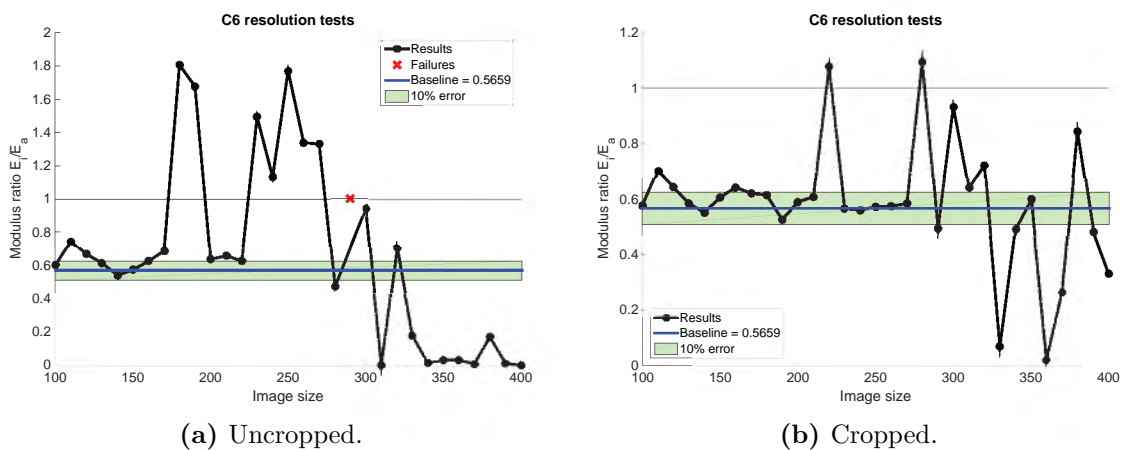 C6 resolution tests
Modulus ratio E_i/E_a
2
1.8
1.6
1.4
1.2
1
0.8
0.6
0.4
0.2
0
100 150 200 250 300 350 400
Image size
Results
Failures
Baseline = 0.5659
10% error
(a) Uncropped.
C6 resolution tests
Modulus ratio E_i/E_a
1.2
1
0.8
0.6
0.4
0.2
0
100 150 200 250 300 350 400
Image size
Results
Baseline = 0.5659
10% error
(b) Cropped.